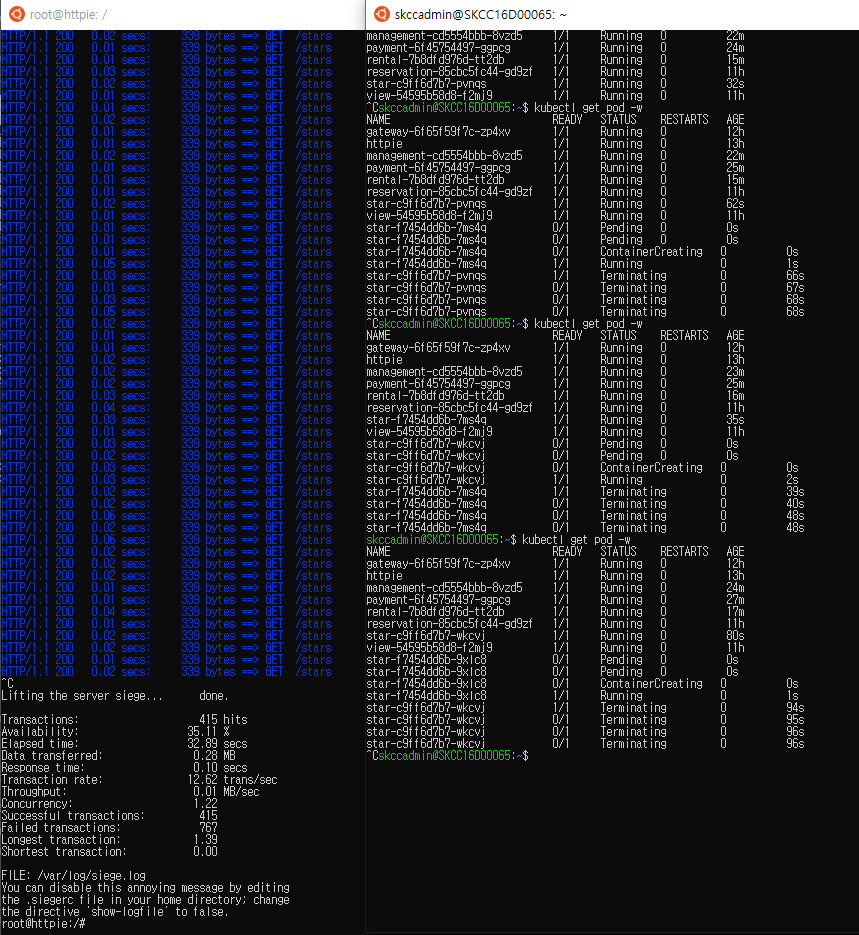 root@httpie: /
HTTP/1.1 200 0.02 secs: 339 bytes ==> GET /stars
HTTP/1.1 200 0.01 secs: 339 bytes ==> GET /stars
HTTP/1.1 200 0.02 secs: 339 bytes ==> GET /stars
HTTP/1.1 200 0.03 secs: 339 bytes ==> GET /stars
HTTP/1.1 200 0.02 secs: 339 bytes ==> GET /stars
HTTP/1.1 200 0.01 secs: 339 bytes ==> GET /stars
HTTP/1.1 200 0.02 secs: 339 bytes ==> GET /stars
HTTP/1.1 200 0.02 secs: 339 bytes ==> GET /stars
HTTP/1.1 200 0.01 secs: 339 bytes ==> GET /stars
HTTP/1.1 200 0.02 secs: 339 bytes ==> GET /stars
HTTP/1.1 200 0.01 secs: 339 bytes ==> GET /stars
HTTP/1.1 200 0.01 secs: 339 bytes ==> GET /stars
HTTP/1.1 200 0.02 secs: 339 bytes ==> GET /stars
HTTP/1.1 200 0.01 secs: 339 bytes ==> GET /stars
HTTP/1.1 200 0.02 secs: 339 bytes ==> GET /stars
HTTP/1.1 200 0.01 secs: 339 bytes ==> GET /stars
HTTP/1.1 200 0.01 secs: 339 bytes ==> GET /stars
HTTP/1.1 200 0.02 secs: 339 bytes ==> GET /stars
HTTP/1.1 200 0.01 secs: 339 bytes ==> GET /stars
HTTP/1.1 200 0.05 secs: 339 bytes ==> GET /stars
HTTP/1.1 200 0.03 secs: 339 bytes ==> GET /stars
HTTP/1.1 200 0.02 secs: 339 bytes ==> GET /stars
HTTP/1.1 200 0.03 secs: 339 bytes ==> GET /stars
HTTP/1.1 200 0.05 secs: 339 bytes ==> GET /stars
HTTP/1.1 200 0.02 secs: 339 bytes ==> GET /stars
HTTP/1.1 200 0.01 secs: 339 bytes ==> GET /stars
HTTP/1.1 200 0.01 secs: 339 bytes ==> GET /stars
HTTP/1.1 200 0.02 secs: 339 bytes ==> GET /stars
HTTP/1.1 200 0.02 secs: 339 bytes ==> GET /stars
HTTP/1.1 200 0.02 secs: 339 bytes ==> GET /stars
HTTP/1.1 200 0.03 secs: 339 bytes ==> GET /stars
HTTP/1.1 200 0.04 secs: 339 bytes ==> GET /stars
HTTP/1.1 200 0.03 secs: 339 bytes ==> GET /stars
HTTP/1.1 200 0.01 secs: 339 bytes ==> GET /stars
HTTP/1.1 200 0.03 secs: 339 bytes ==> GET /stars
HTTP/1.1 200 0.02 secs: 339 bytes ==> GET /stars
HTTP/1.1 200 0.03 secs: 339 bytes ==> GET /stars
HTTP/1.1 200 0.03 secs: 339 bytes ==> GET /stars
HTTP/1.1 200 0.02 secs: 339 bytes ==> GET /stars
HTTP/1.1 200 0.02 secs: 339 bytes ==> GET /stars
HTTP/1.1 200 0.06 secs: 339 bytes ==> GET /stars
HTTP/1.1 200 0.02 secs: 339 bytes ==> GET /stars
HTTP/1.1 200 0.06 secs: 339 bytes ==> GET /stars
HTTP/1.1 200 0.02 secs: 339 bytes ==> GET /stars
HTTP/1.1 200 0.02 secs: 339 bytes ==> GET /stars
HTTP/1.1 200 0.02 secs: 339 bytes ==> GET /stars
HTTP/1.1 200 0.01 secs: 339 bytes ==> GET /stars
HTTP/1.1 200 0.01 secs: 339 bytes ==> GET /stars
HTTP/1.1 200 0.04 secs: 339 bytes ==> GET /stars
HTTP/1.1 200 0.01 secs: 339 bytes ==> GET /stars
HTTP/1.1 200 0.02 secs: 339 bytes ==> GET /stars
HTTP/1.1 200 0.02 secs: 339 bytes ==> GET /stars
HTTP/1.1 200 0.01 secs: 339 bytes ==> GET /stars
HTTP/1.1 200 0.02 secs: 339 bytes ==> GET /stars
^C
Lifting the server siege... done.
Transactions: 415 hits
Availability: 35.11 %
Elapsed time: 32.89 secs
Data transferred: 0.28 MB
Response time: 0.10 secs
Transaction rate: 12.62 trans/sec
Throughput: 0.01 MB/sec
Concurrency: 1.22
Successful transactions: 415
Failed transactions: 767
Longest transaction: 1.39
Shortest transaction: 0.00
FILE: /var/log/siege.log
You can disable this annoying message by editing
the .siegerc file in your home directory; change
the directive 'show-logfile' to false.
root@httpie:/#
skccadmin@SKCC16D00065: ~
management-cd5554bbb-8vzd5 1/1 Running 0 22m
payment-6f45754497-ggpcg 1/1 Running 0 24m
rental-7b8dfd976d-tt2db 1/1 Running 0 15m
reservation-85cbc5fc44-gd9zf 1/1 Running 0 11h
star-c9ff6d7b7-pvnqs 1/1 Running 0 32s
view-54595b58d8-f2mj9 1/1 Running 0 11h
^Cskccadmin@SKCC16D00065:~$ kubectl get pod -w
NAME READY STATUS RESTARTS AGE
gateway-6f65f59f7c-zp4xv 1/1 Running 0 12h
httpie 1/1 Running 0 13h
management-cd5554bbb-8vzd5 1/1 Running 0 22m
payment-6f45754497-ggpcg 1/1 Running 0 25m
rental-7b8dfd976d-tt2db 1/1 Running 0 15m
reservation-85cbc5fc44-gd9zf 1/1 Running 0 11h
star-c9ff6d7b7-pvnqs 1/1 Running 0 62s
view-54595b58d8-f2mj9 1/1 Running 0 11h
star-f7454dd6b-7ms4q 0/1 Pending 0 0s
star-f7454dd6b-7ms4q 0/1 Pending 0 0s
star-f7454dd6b-7ms4q 0/1 ContainerCreating 0 0s
star-f7454dd6b-7ms4q 1/1 Running 0 1s
star-c9ff6d7b7-pvnqs 1/1 Terminating 0 66s
star-c9ff6d7b7-pvnqs 0/1 Terminating 0 67s
star-c9ff6d7b7-pvnqs 0/1 Terminating 0 68s
star-c9ff6d7b7-pvnqs 0/1 Terminating 0 68s
^Cskccadmin@SKCC16D00065:~$ kubectl get pod -w
NAME READY STATUS RESTARTS AGE
gateway-6f65f59f7c-zp4xv 1/1 Running 0 12h
httpie 1/1 Running 0 13h
management-cd5554bbb-8vzd5 1/1 Running 0 23m
payment-6f45754497-ggpcg 1/1 Running 0 25m
rental-7b8dfd976d-tt2db 1/1 Running 0 16m
reservation-85cbc5fc44-gd9zf 1/1 Running 0 11h
star-f7454dd6b-7ms4q 1/1 Running 0 35s
view-54595b58d8-f2mj9 1/1 Running 0 11h
star-c9ff6d7b7-wkcvj 0/1 Pending 0 0s
star-c9ff6d7b7-wkcvj 0/1 Pending 0 0s
star-c9ff6d7b7-wkcvj 0/1 ContainerCreating 0 0s
star-c9ff6d7b7-wkcvj 1/1 Running 0 2s
star-f7454dd6b-7ms4q 1/1 Terminating 0 39s
star-f7454dd6b-7ms4q 0/1 Terminating 0 40s
star-f7454dd6b-7ms4q 0/1 Terminating 0 48s
star-f7454dd6b-7ms4q 0/1 Terminating 0 48s
skccadmin@SKCC16D00065:~$ kubectl get pod -w
NAME READY STATUS RESTARTS AGE
gateway-6f65f59f7c-zp4xv 1/1 Running 0 12h
httpie 1/1 Running 0 13h
management-cd5554bbb-8vzd5 1/1 Running 0 24m
payment-6f45754497-ggpcg 1/1 Running 0 27m
rental-7b8dfd976d-tt2db 1/1 Running 0 17m
reservation-85cbc5fc44-gd9zf 1/1 Running 0 11h
star-c9ff6d7b7-wkcvj 1/1 Running 0 80s
view-54595b58d8-f2mj9 1/1 Running 0 11h
star-f7454dd6b-9xlc8 0/1 Pending 0 0s
star-f7454dd6b-9xlc8 0/1 Pending 0 0s
star-f7454dd6b-9xlc8 0/1 ContainerCreating 0 0s
star-f7454dd6b-9xlc8 1/1 Running 0 1s
star-c9ff6d7b7-wkcvj 1/1 Terminating 0 94s
star-c9ff6d7b7-wkcvj 0/1 Terminating 0 95s
star-c9ff6d7b7-wkcvj 0/1 Terminating 0 96s
star-c9ff6d7b7-wkcvj 0/1 Terminating 0 96s
^Cskccadmin@SKCC16D00065:~$